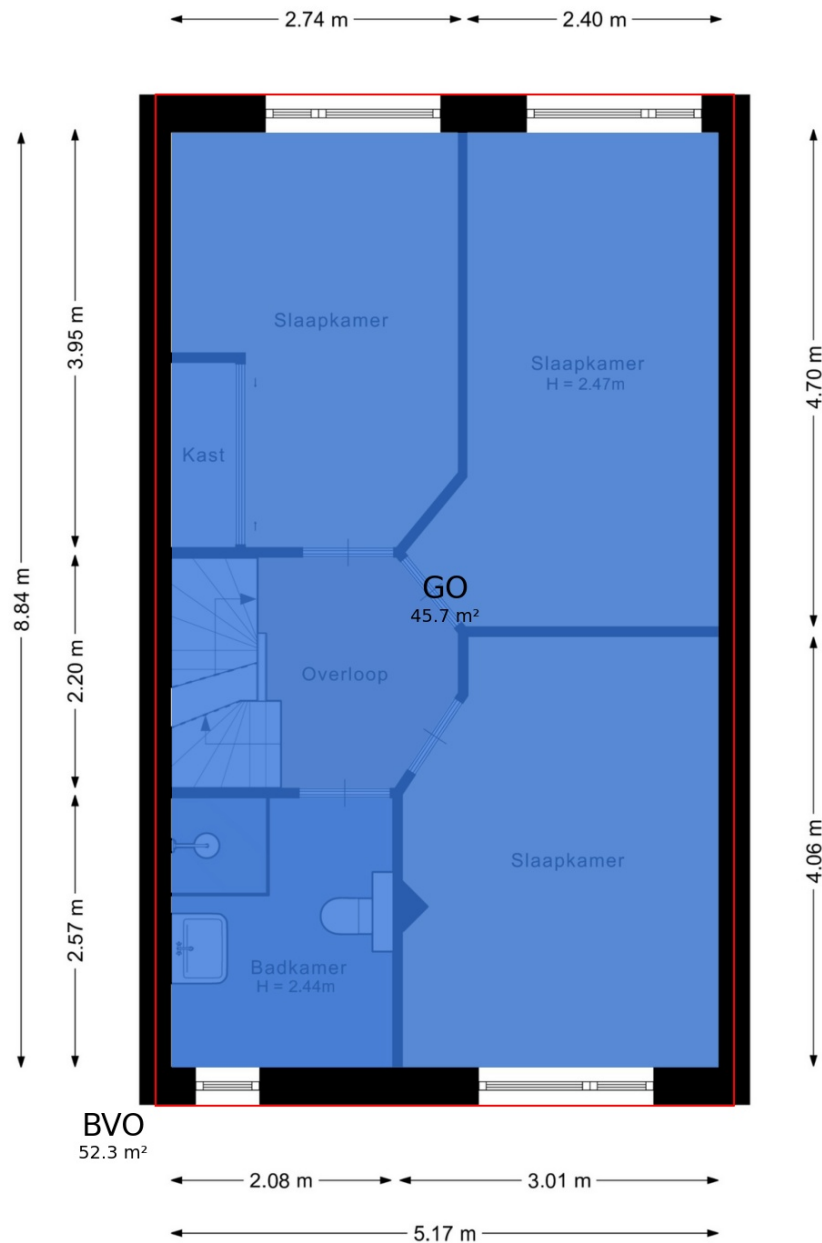 2.74 m
2.40 m
3.95 m
8.84 m
2.20 m
2.57 m
4.70 m
4.06 m
Slaapkamer
Slaapkamer
H = 2.47m
Kast
GO
45.7 m²
Overloop
Slaapkamer
Badkamer
H = 2.44m
BVO
52.3 m²
2.08 m
3.01 m
5.17 m